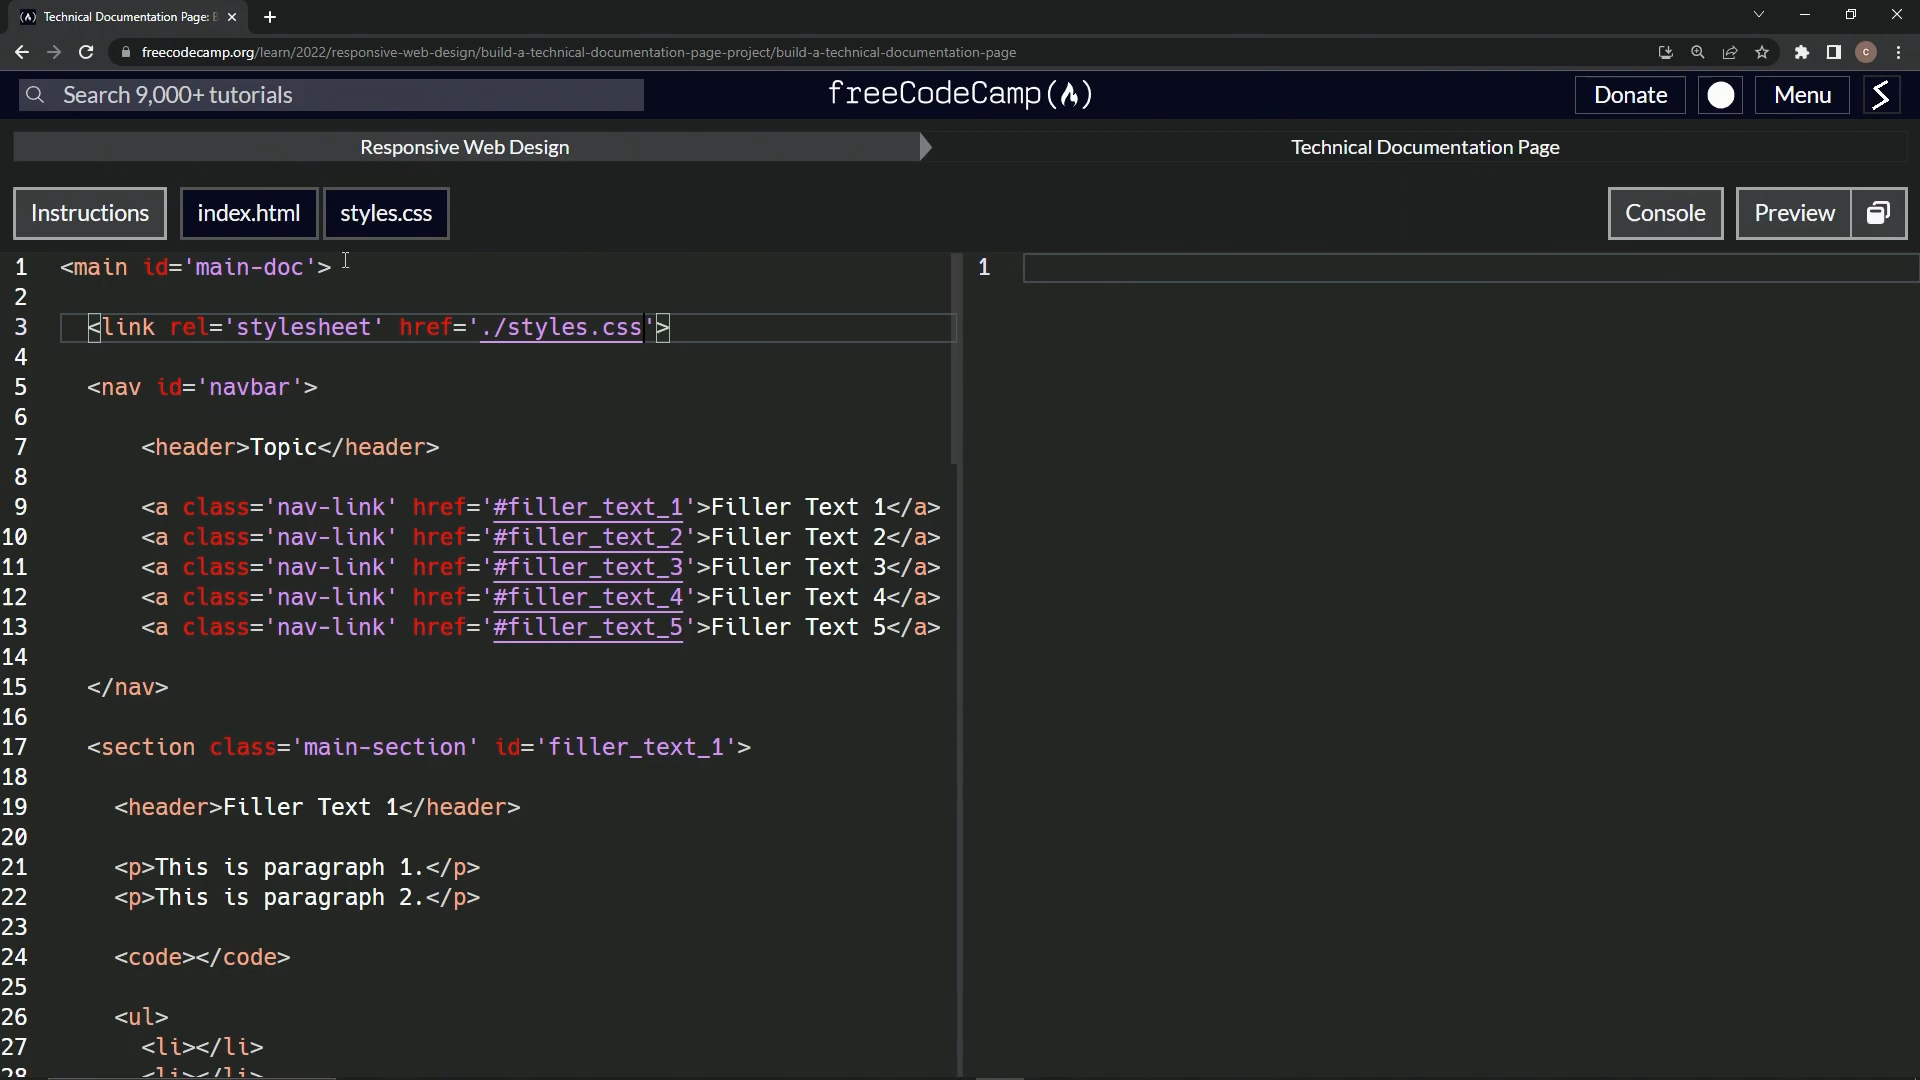 Technical Documentation Page: B
freecodecamp.org/learn/2022/responsive-web-design/build-a-technical-documentation-page-project/build-a-technical-documentation-page
C
Search 9,000+ tutorials
freeCodeCamp(🔥)
Donate
Menu
Responsive Web Design
Technical Documentation Page
Instructions
index.html
styles.css
Console
Preview
1 <main id='main-doc'>
2
3 <link rel='stylesheet' href='./styles.css'>
4
5 <nav id='navbar'>
6
7 <header>Topic</header>
8
9 <a class='nav-link' href='#filler_text_1'>Filler Text 1</a>
10 <a class='nav-link' href='#filler_text_2'>Filler Text 2</a>
11 <a class='nav-link' href='#filler_text_3'>Filler Text 3</a>
12 <a class='nav-link' href='#filler_text_4'>Filler Text 4</a>
13 <a class='nav-link' href='#filler_text_5'>Filler Text 5</a>
14
15 </nav>
16
17 <section class='main-section' id='filler_text_1'>
18
19 <header>Filler Text 1</header>
20
21 <p>This is paragraph 1.</p>
22 <p>This is paragraph 2.</p>
23
24 <code></code>
25
26 <ul>
27 <li></li>
28 <li></li>
1